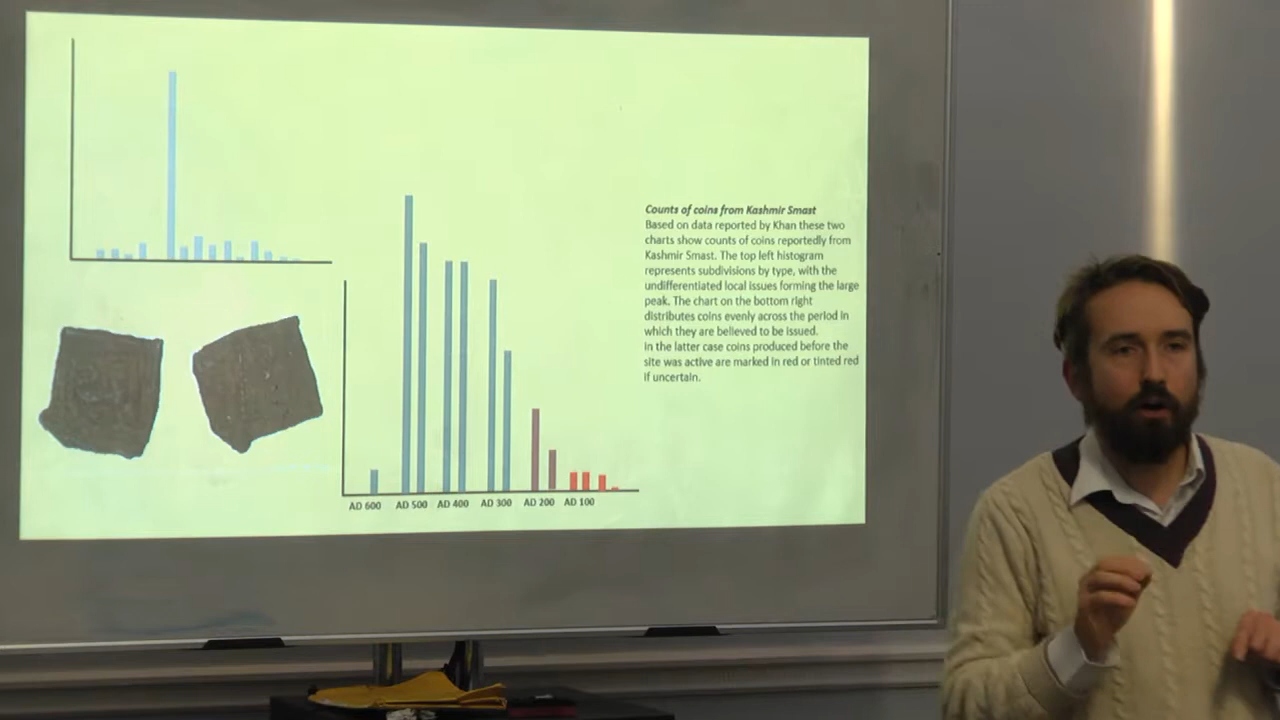 Counts of coins from Kashmir Smast
Based on data reported by Khan these two
charts show counts of coins reportedly from
Kashmir Smast. The top left histogram
represents subdivisions by type, with the
undifferentiated local issues forming the large
peak. The chart on the bottom right
distributes coins evenly across the period in
which they are believed to be issued.
In the latter case coins produced before the
site was active are marked in red or tinted red
if uncertain.
AD 600 AD 500 AD 400 AD 300 AD 200 AD 100